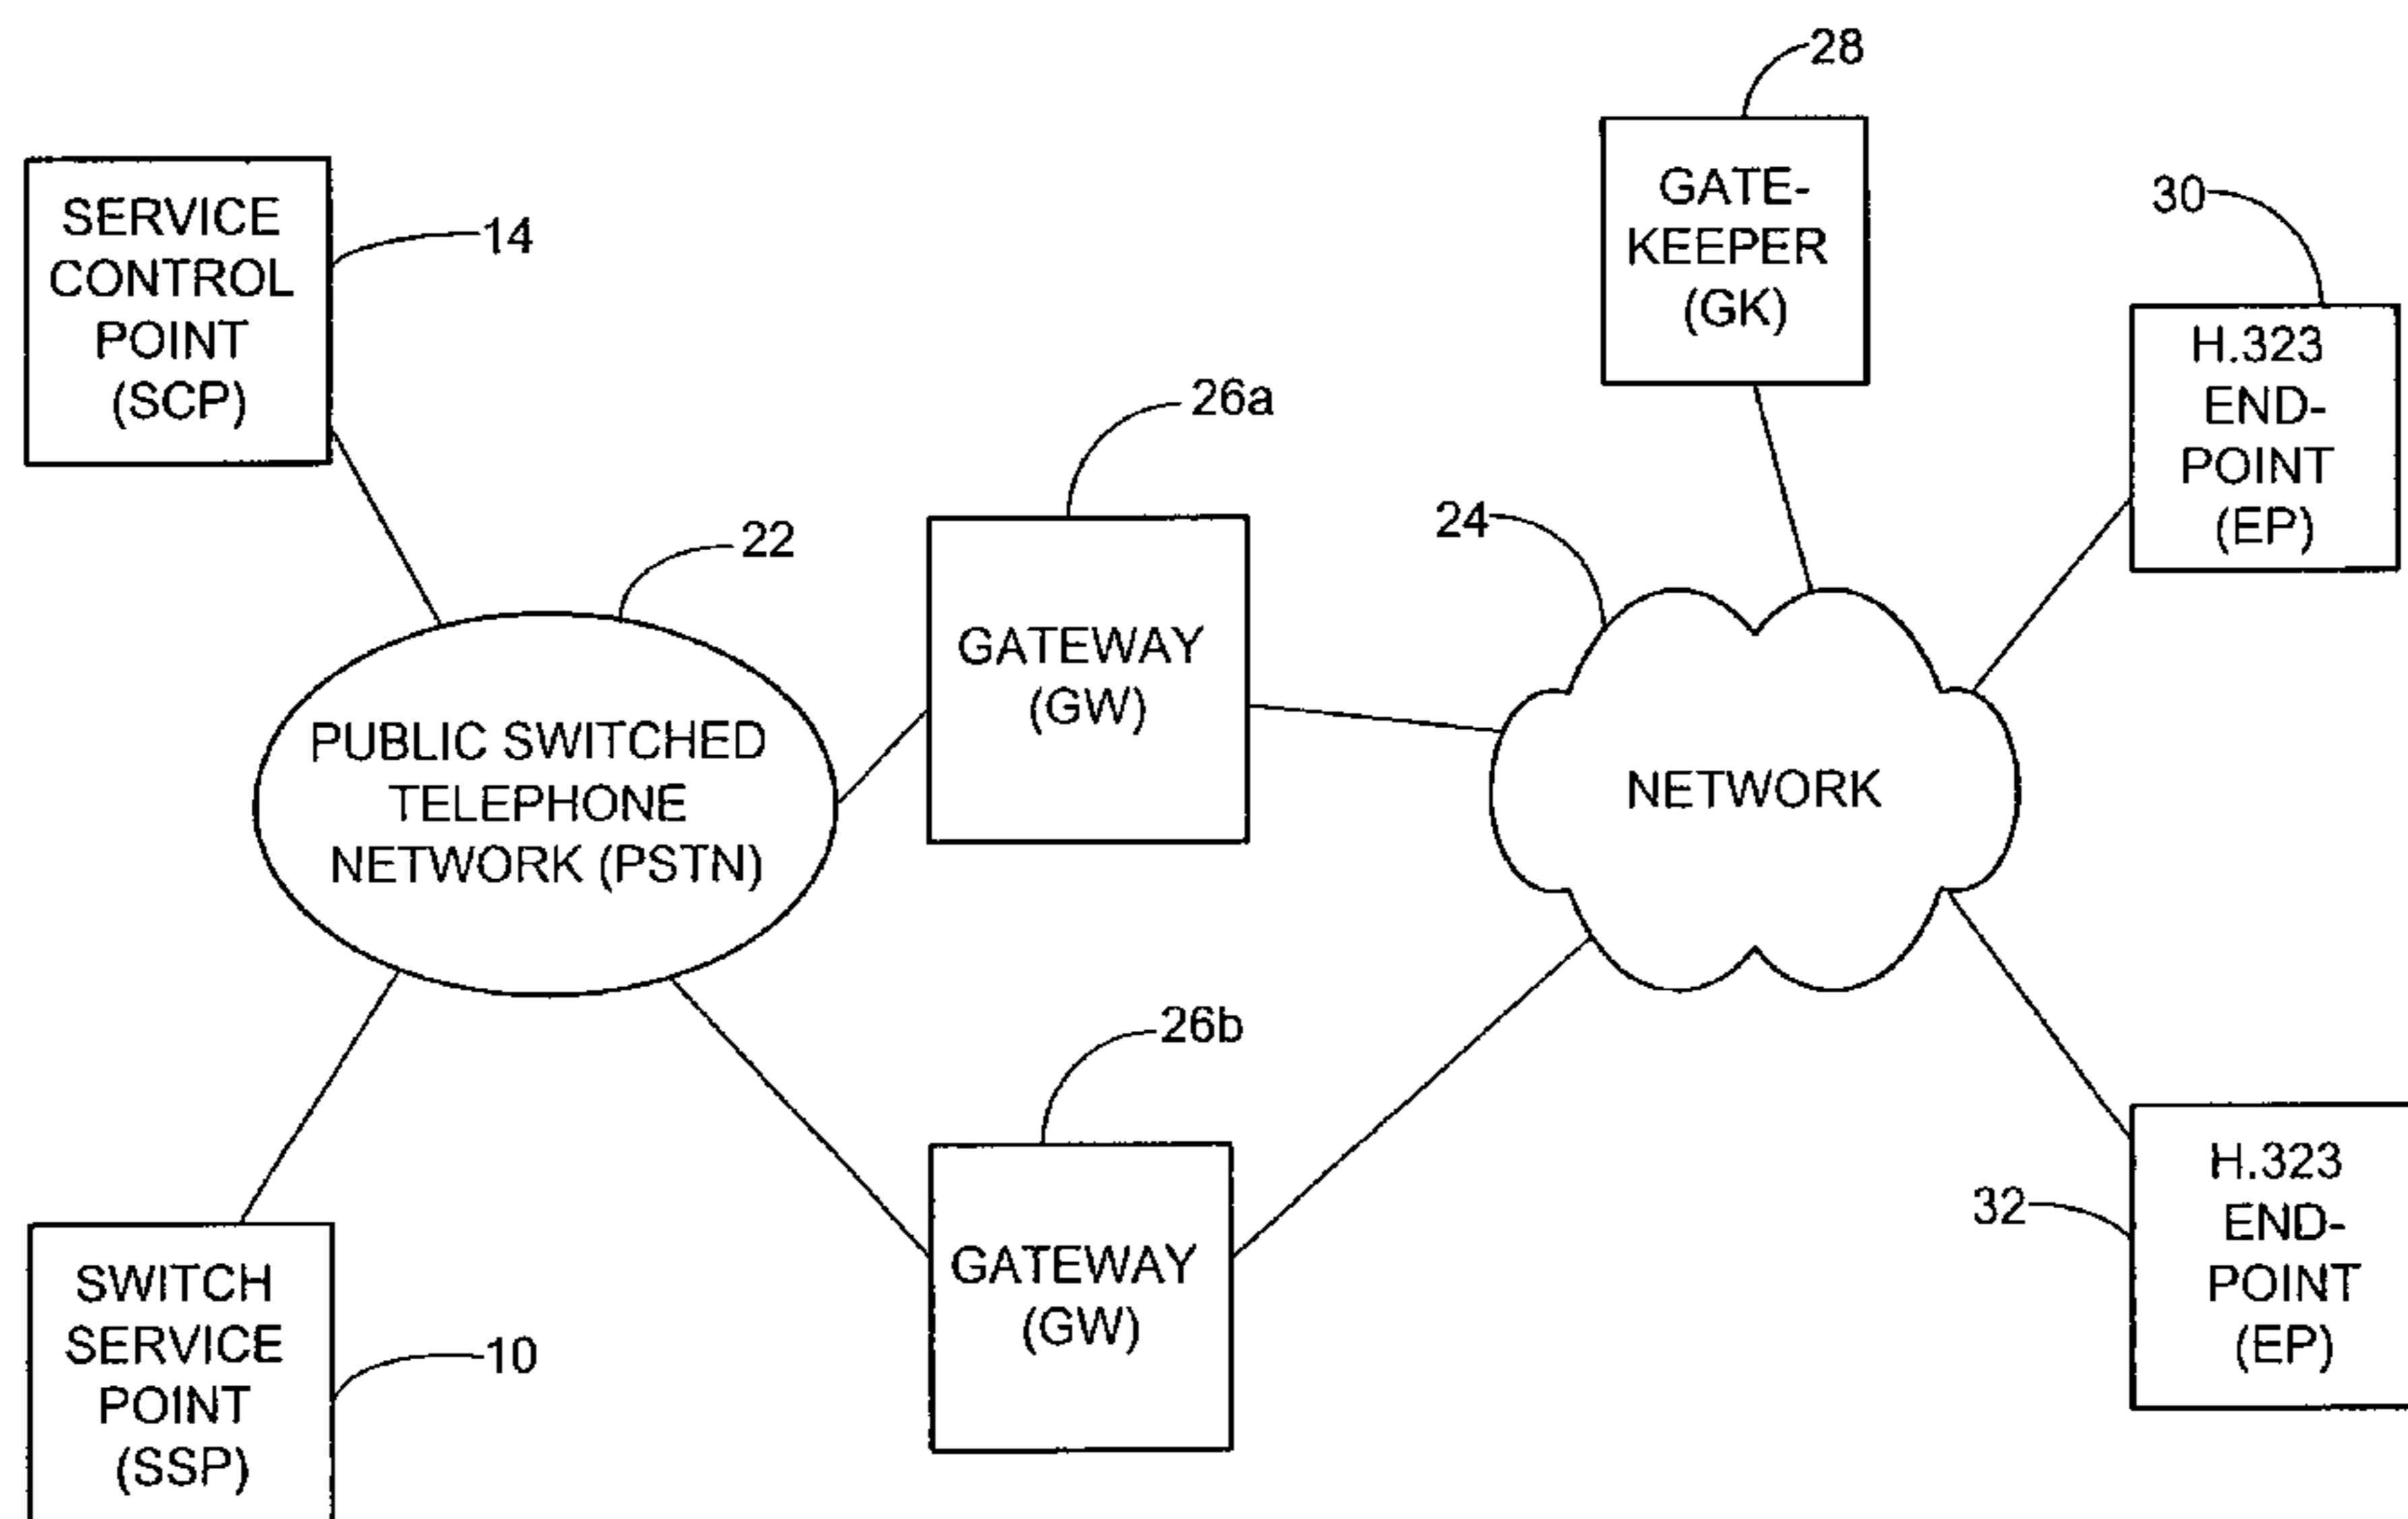 28
SERVICE
CONTROL
POINT
(SCP)
14
GATE-
KEEPER
(GK)
30
H.323
END-
POINT
(EP)
26a
22
24
GATEWAY
(GW)
PUBLIC SWITCHED
TELEPHONE
NETWORK (PSTN)
NETWORK
26b
SWITCH
SERVICE
POINT
(SSP)
10
GATEWAY
(GW)
32
H.323
END-
POINT
(EP)